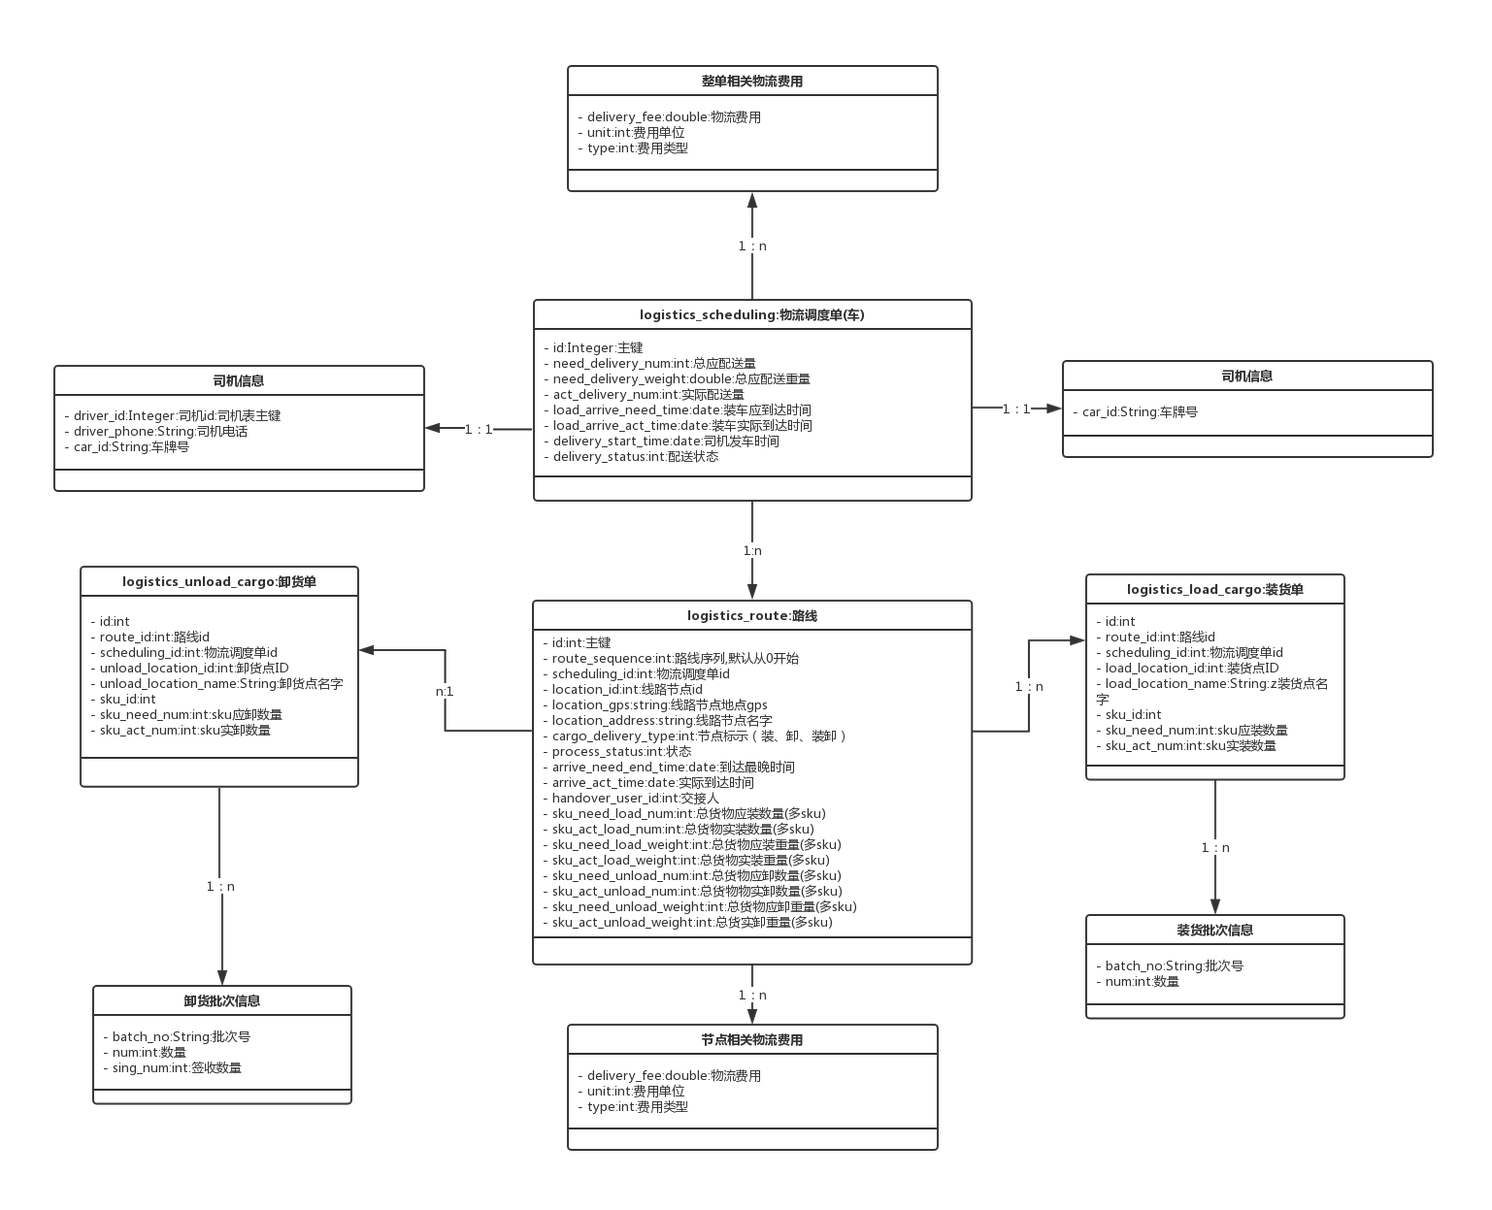 整单相关物流费用
- delivery_fee:double:物流费用
- unit:int:费用单位
- type:int:费用类型
1 : n
logistics_scheduling:物流调度单(车)
- id:Integer:主键
- need_delivery_num:int:总应配送量
- need_delivery_weight:double:总应配送重量
- act_delivery_num:int:实际配送量
- load_arrive_need_time:date:装车应到达时间
- load_arrive_act_time:date:装车实际到达时间
- delivery_start_time:date:司机发车时间
- delivery_status:int:配送状态
司机信息
- driver_id:Integer:司机id:司机表主键
- driver_phone:String:司机电话
- car_id:String:车牌号
1 : 1
1 : 1
司机信息
- car_id:String:车牌号
1:n
logistics_unload_cargo:卸货单
- id:int
- route_id:int:路线id
- scheduling_id:int:物流调度单id
- unload_location_id:int:卸货点ID
- unload_location_name:String:卸货点名字
- sku_id:int
- sku_need_num:int:sku应卸数量
- sku_act_num:int:sku实卸数量
n:1
logistics_route:路线
- id:int:主键
- route_sequence:int:路线序列,默认从0开始
- scheduling_id:int:物流调度单id
- location_id:int:线路节点id
- location_gps:string:线路节点地点gps
- location_address:string:线路节点名字
- cargo_delivery_type:int:节点标示（装、卸、装卸）
- process_status:int:状态
- arrive_need_end_time:date:到达最晚时间
- arrive_act_time:date:实际到达时间
- handover_user_id:int:交接人
- sku_need_load_num:int:总货物应装数量(多sku)
- sku_act_load_num:int:总货物实装数量(多sku)
- sku_need_load_weight:int:总货物应装重量(多sku)
- sku_act_load_weight:int:总货物实装重量(多sku)
- sku_need_unload_num:int:总货物应卸数量(多sku)
- sku_act_unload_num:int:总货物物实卸数量(多sku)
- sku_need_unload_weight:int:总货物应卸重量(多sku)
- sku_act_unload_weight:int:总货实卸重量(多sku)
1 : n
logistics_load_cargo:装货单
- id:int
- route_id:int:路线id
- scheduling_id:int:物流调度单id
- load_location_id:int:装货点ID
- load_location_name:String:z装货点名
字
- sku_id:int
- sku_need_num:int:sku应装数量
- sku_act_num:int:sku实装数量
1 : n
卸货批次信息
- batch_no:String:批次号
- num:int:数量
- sing_num:int:签收数量
1 : n
节点相关物流费用
- delivery_fee:double:物流费用
- unit:int:费用单位
- type:int:费用类型
1 : n
装货批次信息
- batch_no:String:批次号
- num:int:数量